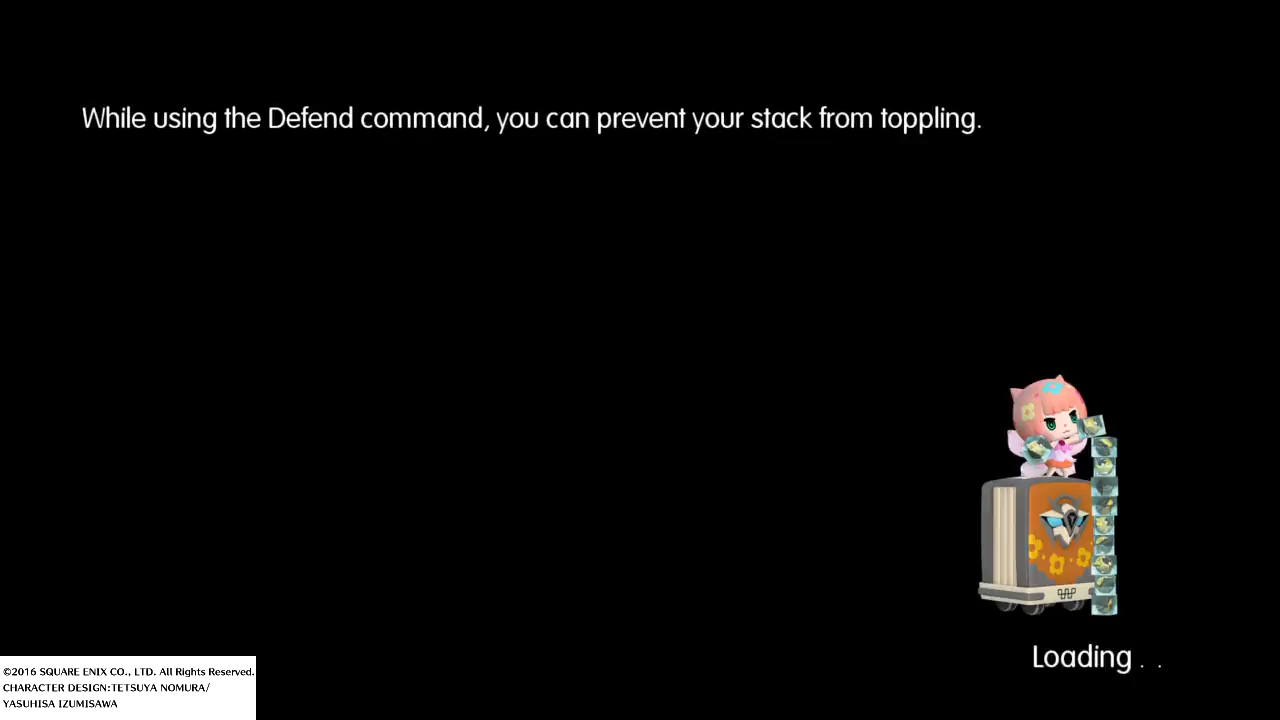 While using the Defend command, you can prevent your stack from toppling.
Loading . .
©2016 SQUARE ENIX CO., LTD. All Rights Reserved.
CHARACTER DESIGN:TETSUYA NOMURA/
YASUHISA IZUMISAWA